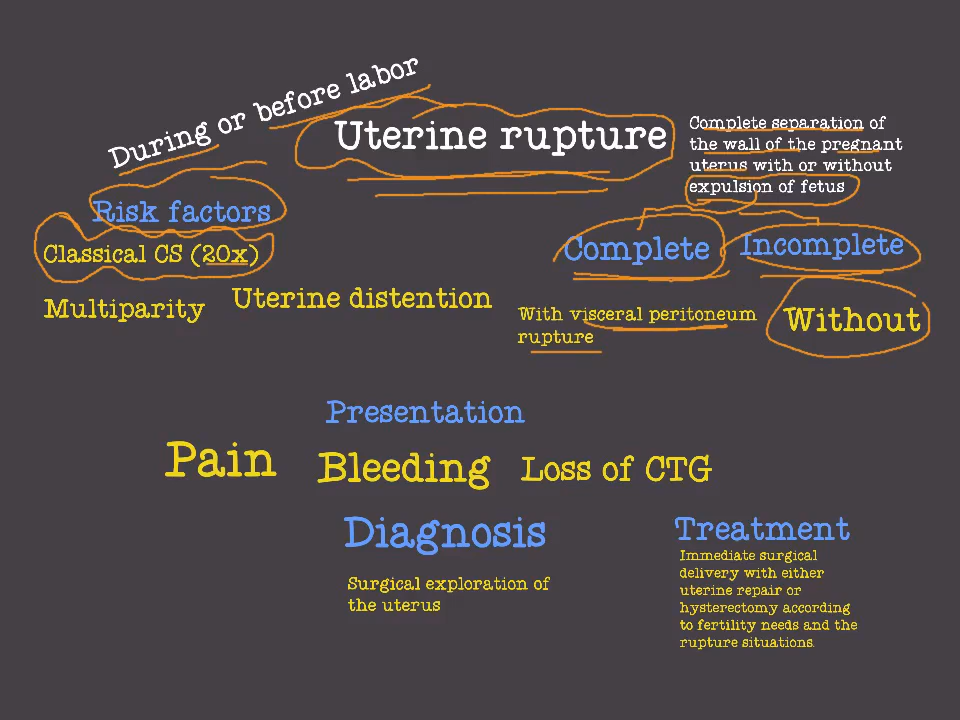 During or before labor
Uterine rupture
Complete separation of
the wall of the pregnant
uterus with or without
expulsion of fetus
Risk factors
Classical CS (20x)
Multiparity
Uterine distention
Complete
Incomplete
With visceral peritoneum
rupture
Without
Presentation
Pain
Bleeding
Loss of CTG
Diagnosis
Surgical exploration of
the uterus
Treatment
Immediate surgical
delivery with either
uterine repair or
hysterectomy according
to fertility needs and the
rupture situations.